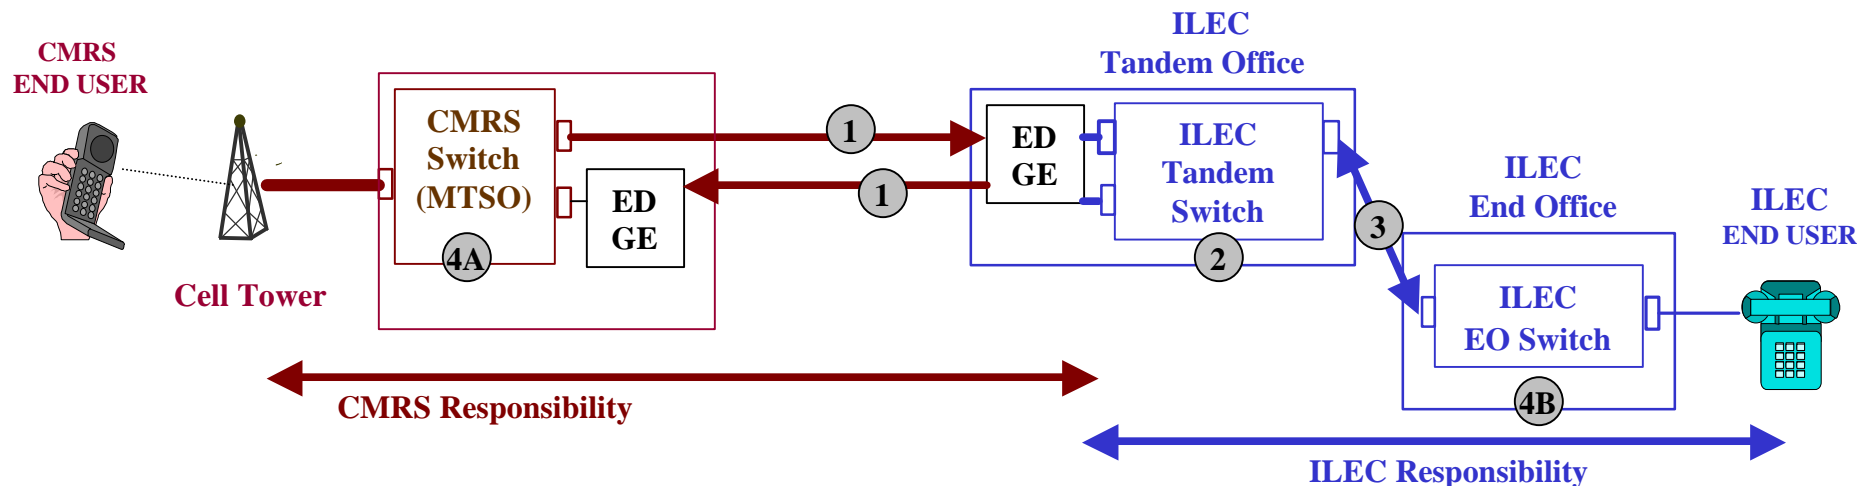 CMRS
END USER
Cell Tower
CMRS
Switch
(MTSO)
4A
ED
GE
1
1
ILEC
Tandem Office
ED
GE
ILEC
Tandem
Switch
2
3
ILEC
End Office
ILEC
EO Switch
4B
ILEC
END USER
CMRS Responsibility
ILEC Responsibility